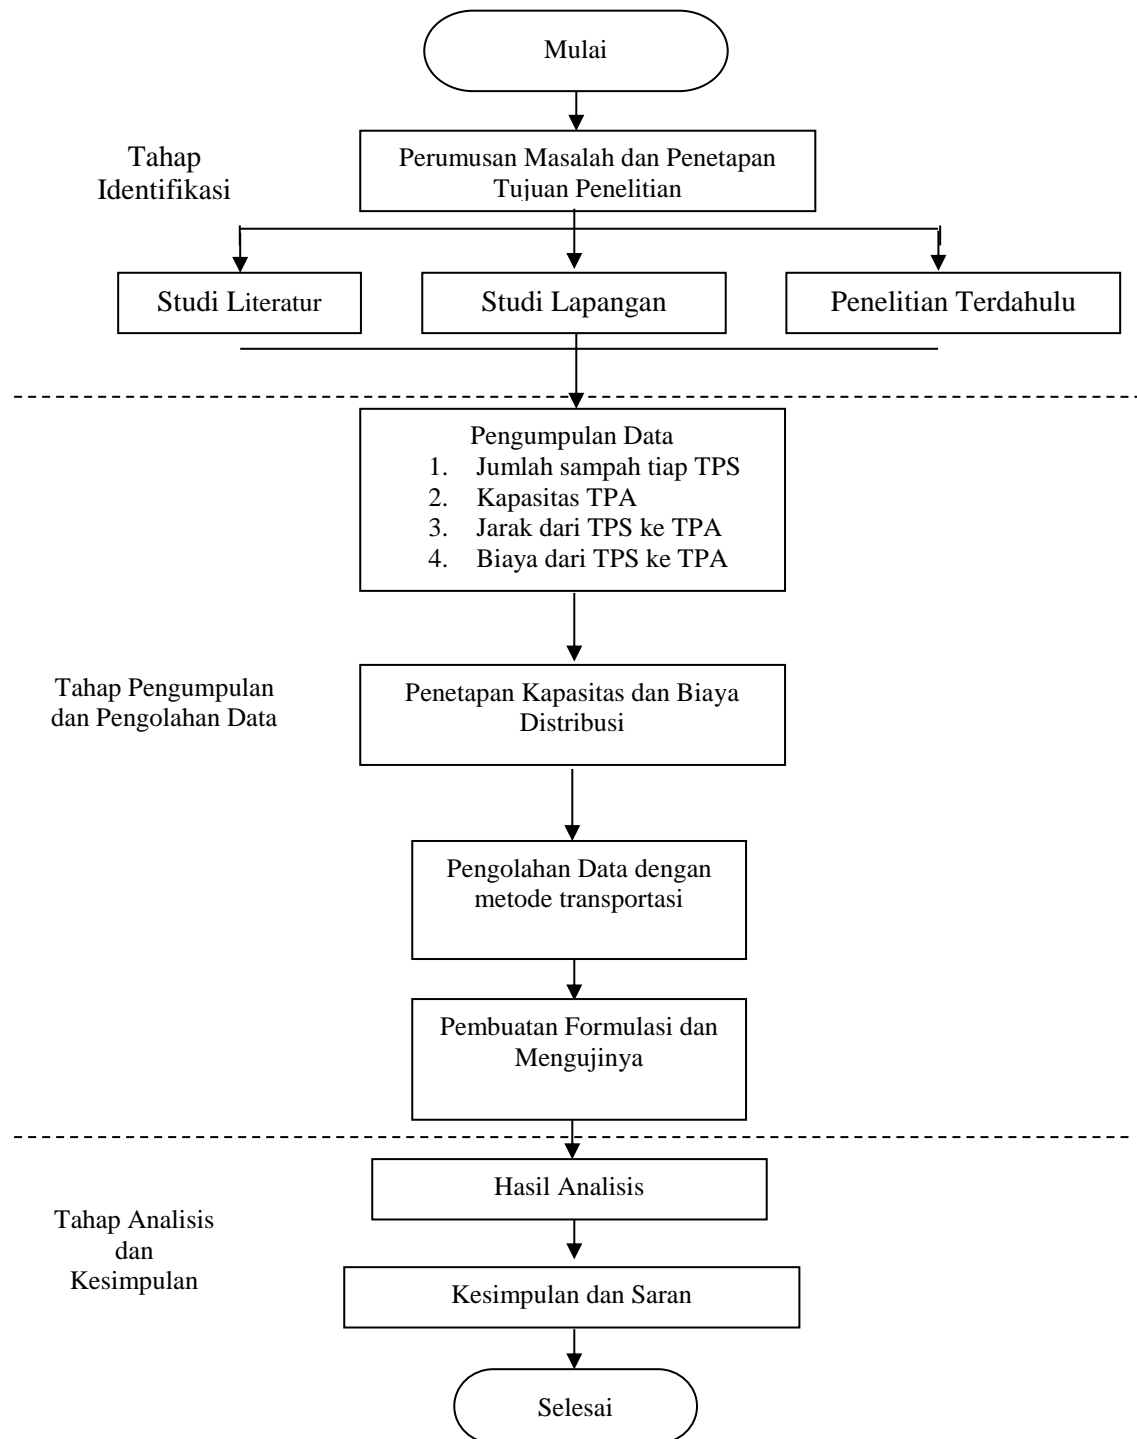 Mulai
Tahap
Identifikasi
Perumusan Masalah dan Penetapan
Tujuan Penelitian
Studi Literatur
Studi Lapangan
Penelitian Terdahulu
Pengumpulan Data
1. Jumlah sampah tiap TPS
2. Kapasitas TPA
3. Jarak dari TPS ke TPA
4. Biaya dari TPS ke TPA
Tahap Pengumpulan
dan Pengolahan Data
Penetapan Kapasitas dan Biaya
Distribusi
Pengolahan Data dengan
metode transportasi
Pembuatan Formulasi dan
Mengujinya
Hasil Analisis
Tahap Analisis
dan
Kesimpulan
Kesimpulan dan Saran
Selesai